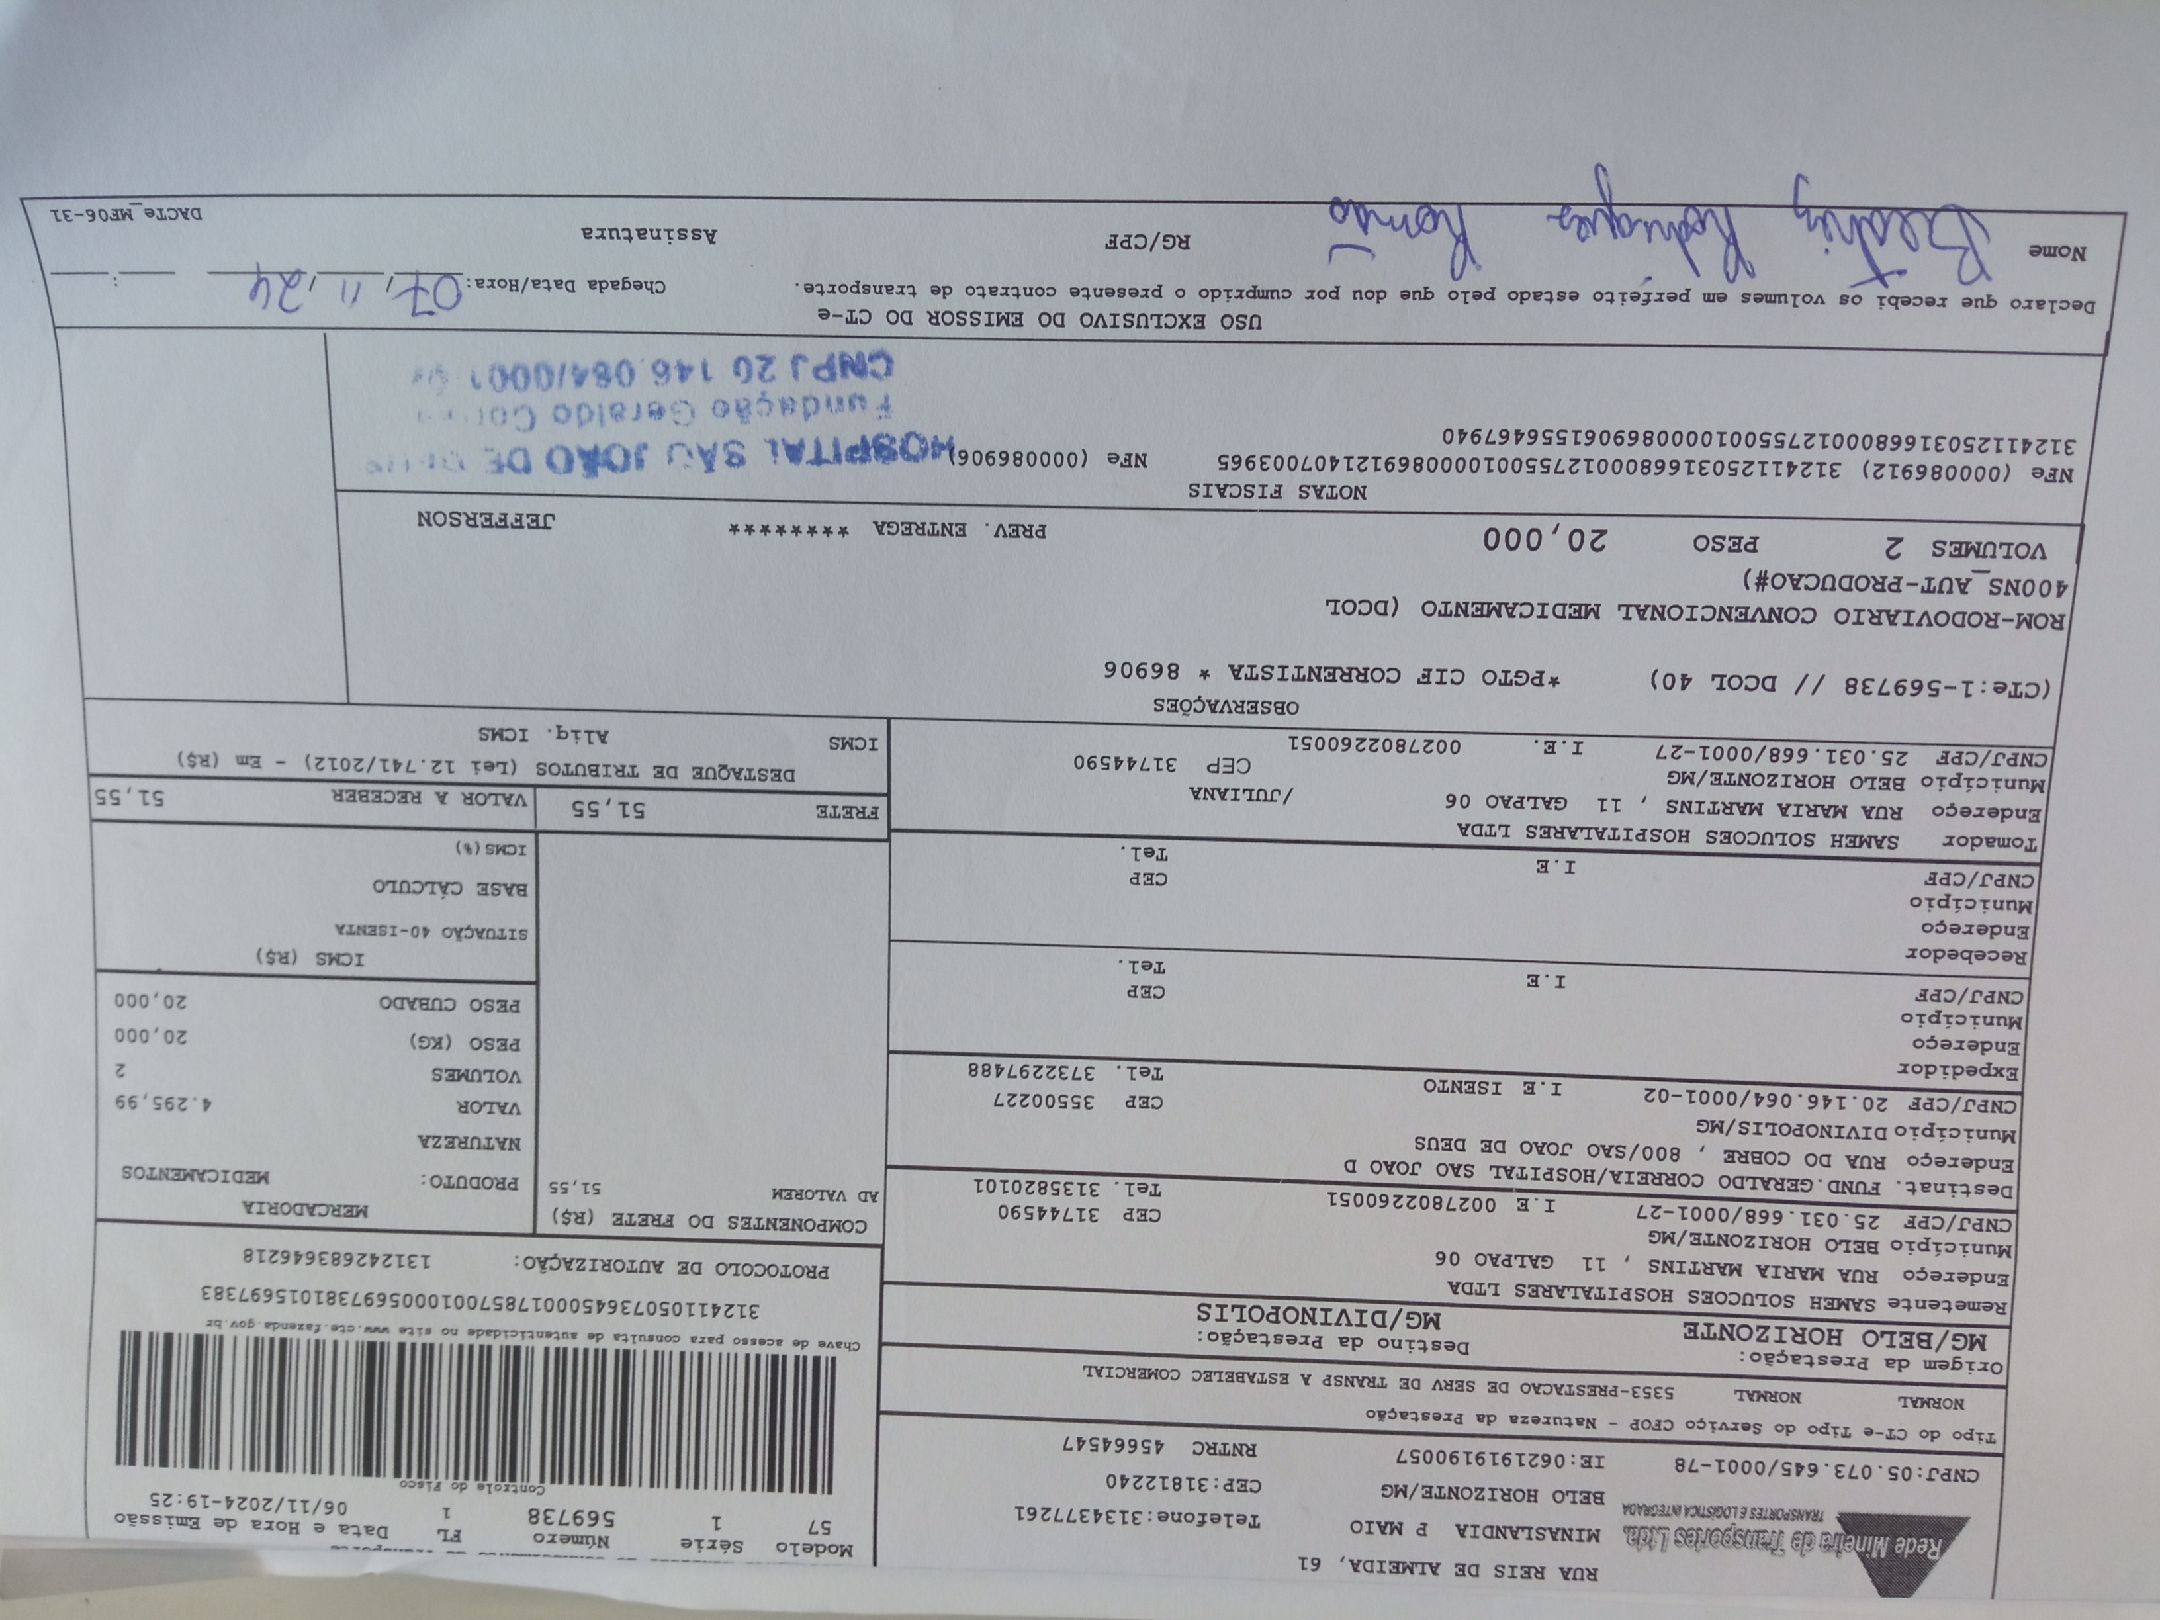 RUA REIS DE ALMEIDA, 61
Rede Mineira de Transportes Ltda.
TRANSPORTES E LOGÍSTICA INTEGRADA
MINASLANDIA P MAIO Telefone:3134377261
BELO HORIZONTE/MG CEP:31812240
CNPJ:05.073.645/0001-78 IE:0621919190057 RNTRC 45664547
Modelo Série Número FL Data e Hora de Emissão
57 1 569738 1 06/11/2024-19:25
Controle do Fisco
Chave de acesso para consulta de autenticidade no site www.cte.fazenda.gov.br
31241105073645000178570010005697381015697383
PROTOCOLO DE AUTORIZAÇÃO: 131242683646218
Tipo do CT-e Tipo do Serviço CFOP - Natureza da Prestação
NORMAL NORMAL 5353-PRESTACAO DE SERV DE TRANSP A ESTABELEC COMERCIAL
Origem da Prestação: Destino da Prestação:
MG/BELO HORIZONTE MG/DIVINOPOLIS
Remetente SAMEH SOLUCOES HOSPITALARES LTDA
Endereço RUA MARIA MARTINS , 11 GALPAO 06
Município BELO HORIZONTE/MG CEP 31744590
CNPJ/CPF 25.031.668/0001-27 I.E 0027802260051 Tel. 3135820101
Destinat. FUND.GERALDO CORREIA/HOSPITAL SAO JOAO D
Endereço RUA DO COBRE , 800/SAO JOAO DE DEUS
Município DIVINOPOLIS/MG CEP 35500227
CNPJ/CPF 20.146.064/0001-02 I.E ISENTO Tel. 3732297488
Expedidor
Endereço
Município CEP
CNPJ/CPF I.E Tel.
Recebedor
Endereço
Município CEP
CNPJ/CPF I.E Tel.
Tomador SAMEH SOLUCOES HOSPITALARES LTDA
Endereço RUA MARIA MARTINS , 11 GALPAO 06 /JULIANA
Município BELO HORIZONTE/MG CEP 31744590
CNPJ/CPF 25.031.668/0001-27 I.E. 0027802260051
COMPONENTES DO FRETE (R$)
AD VALOREM 51,55
MERCADORIA
PRODUTO: MEDICAMENTOS
NATUREZA
VALOR 4.295,99
VOLUMES 2
PESO (KG) 20,000
PESO CUBADO 20,000
ICMS (R$)
SITUAÇÃO 40-ISENTA
BASE CÁLCULO
ICMS(%)
FRETE 51,55 VALOR A RECEBER 51,55
DESTAQUE DE TRIBUTOS (Lei 12.741/2012) - Em (R$)
ICMS Aliq. ICMS
OBSERVAÇÕES
(CTe:1-569738 // DCOL 40) *PGTO CIF CORRENTISTA * 86906
ROM-RODOVIARIO CONVENCIONAL MEDICAMENTO (DCOL
400NS_AUT-PRODUCAO#)
VOLUMES 2 PESO 20,000 PREV. ENTREGA ******** JEFFERSON
NOTAS FISCAIS
NFe (000086912) 31241125031668000127550010000869121407003965 NFe (000086906)
31241125031668000127550010000869061556467940
HOSPITAL SÃO JOÃO DE
Fundação Geraldo
CNPJ 20 146.064/0001
USO EXCLUSIVO DO EMISSOR DO CT-e
Declaro que recebi os volumes em perfeito estado pelo que dou por cumprido o presente contrato de transporte. Chegada Data/Hora: 07/11/24 __:__
Nome Beatriz Rodrigues Romão RG/CPF Assinatura
DACTe_MF06-31